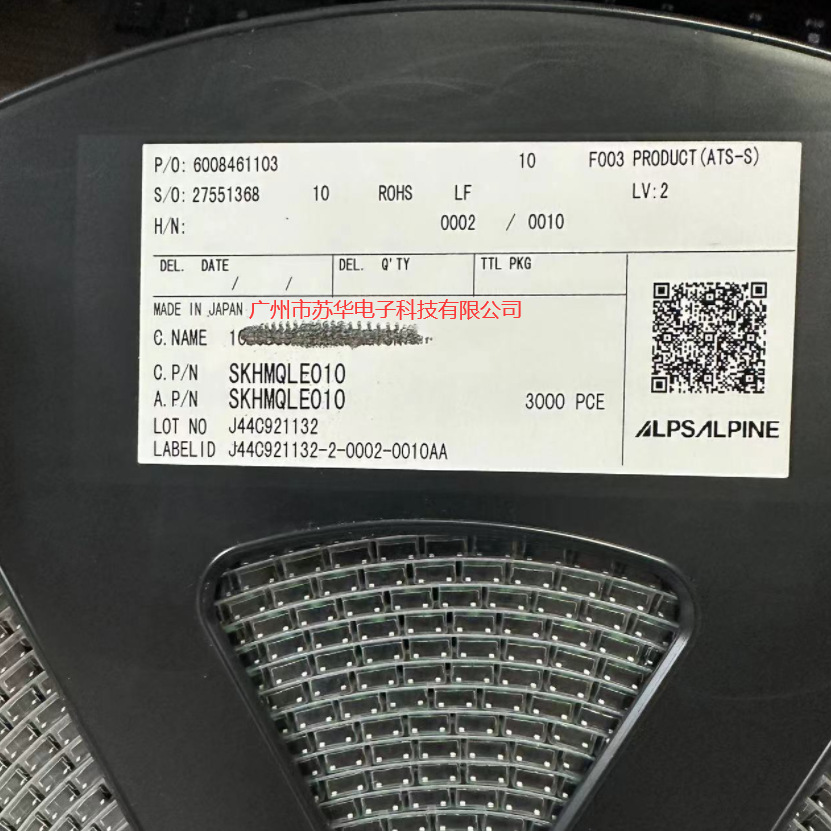 P/O: 6008461103 10 F003 PRODUCT(ATS-S)
S/O: 27551368 10 ROHS LF LV:2
H/N: 0002 / 0010
DEL. DATE DEL. Q'TY TTL PKG
/ /
MADE IN JAPAN 广州市苏华电子科技有限公司
C.NAME
C.P/N SKHMQLE010
A.P/N SKHMQLE010 3000 PCE
LOT NO J44C921132
LABELID J44C921132-2-0002-0010AA
ALPSALPINE